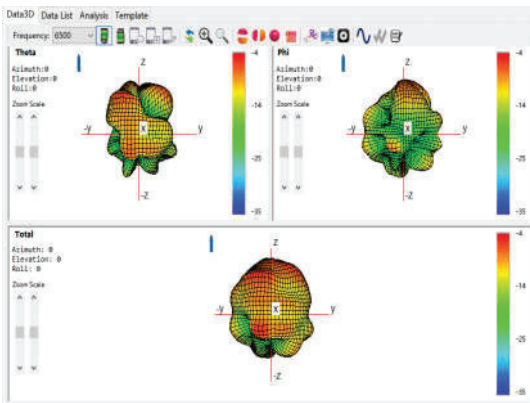 Data3D Data List Analysis Template
Frequency: 6500
Theta
Azimuth:0
Elevation:0
Roll:0
Zoom Scale
z
-y
x
y
-z
-4
-14
-25
-35
Phi
Azimuth:0
Elevation:0
Roll:0
Zoom Scale
z
-y
x
y
-z
-4
-14
-25
-35
Total
Azimuth: 0
Elevation: 0
Roll: 0
Zoom Scale
z
-y
x
y
-z
-4
-14
-25
-35